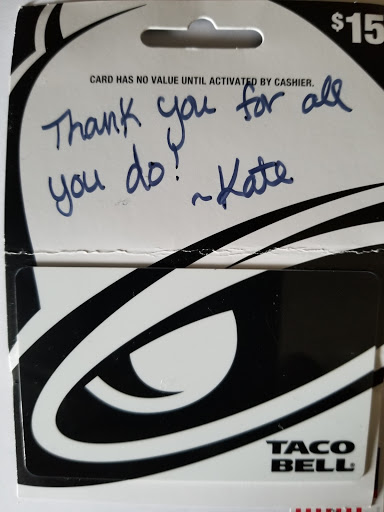 $15
CARD HAS NO VALUE UNTIL ACTIVATED BY CASHIER.
Thank you for all
you do!
~Kate
TACO
BELL